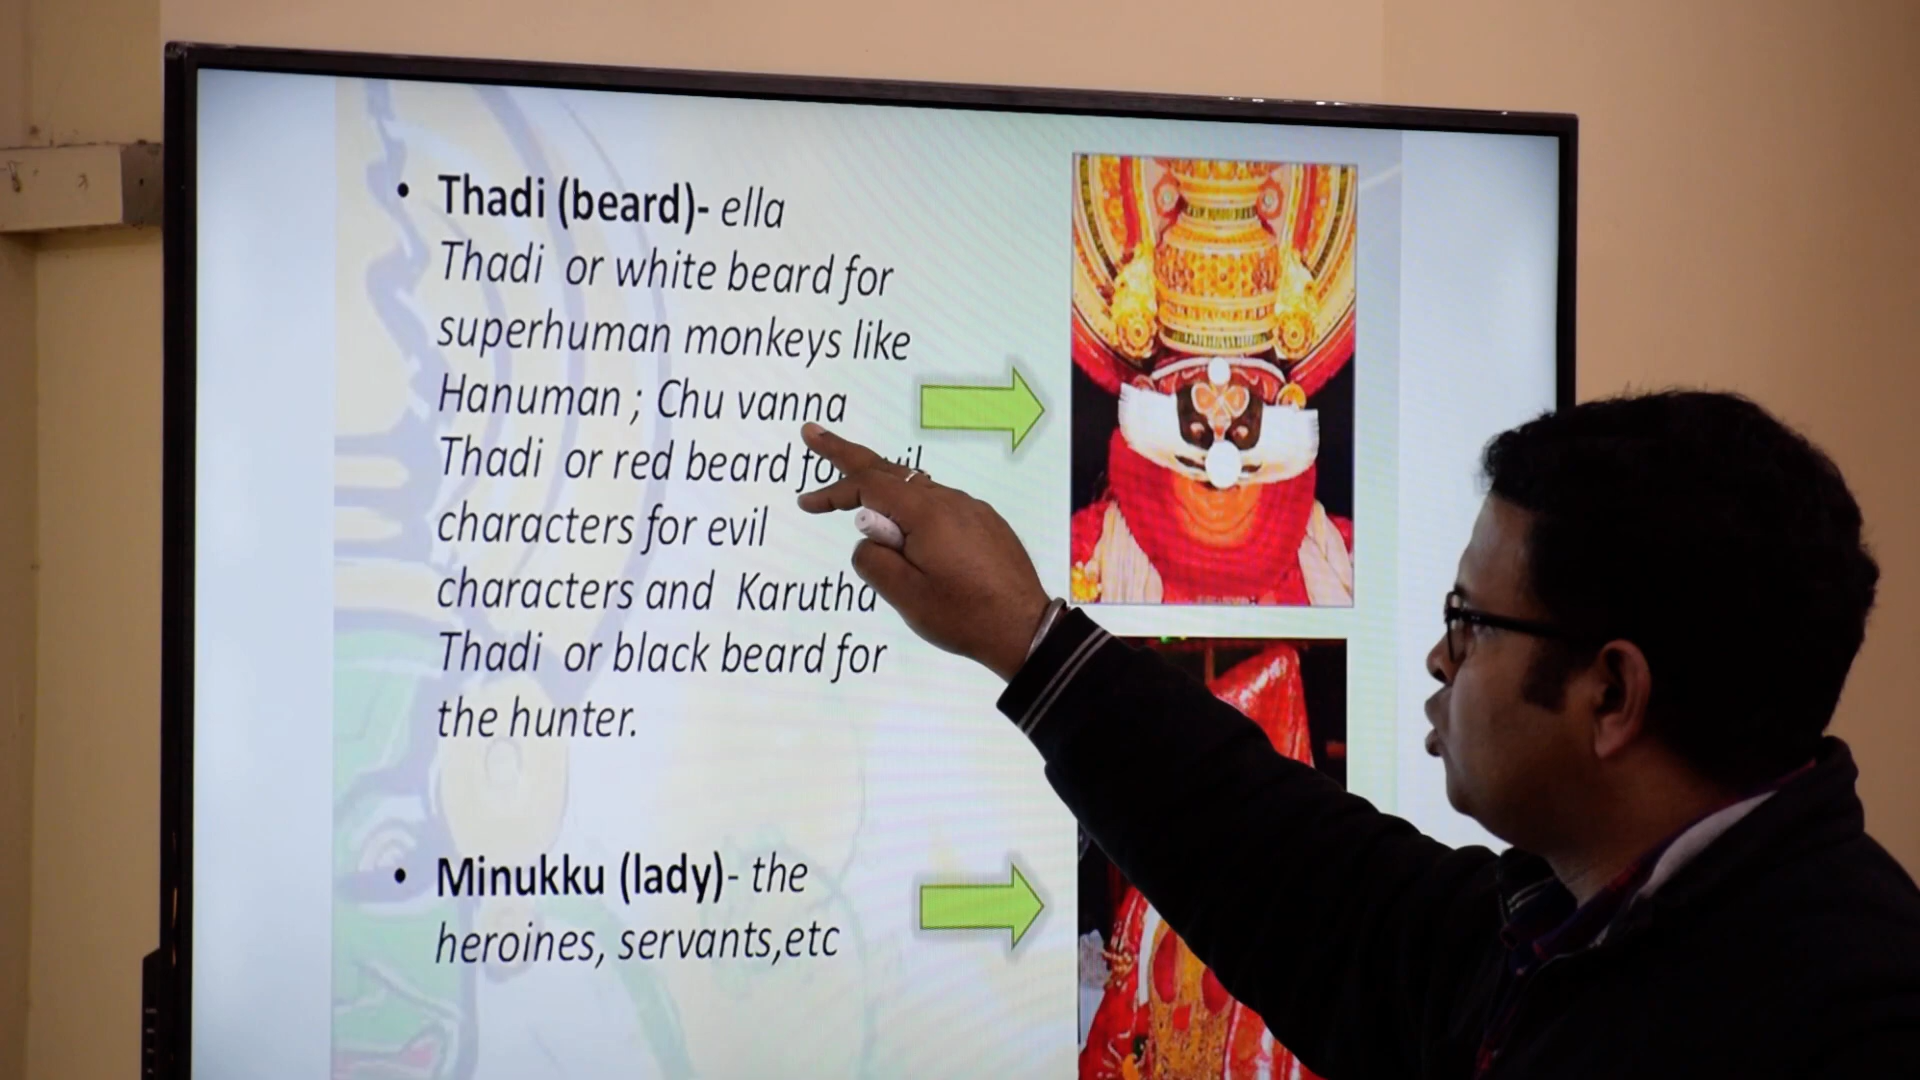 • Thadi (beard)- ella
Thadi or white beard for
superhuman monkeys like
Hanuman ; Chu vanna
Thadi or red beard
characters for evil
characters and Karutha
Thadi or black beard for
the hunter.
• Minukku (lady)- the
heroines, servants,etc